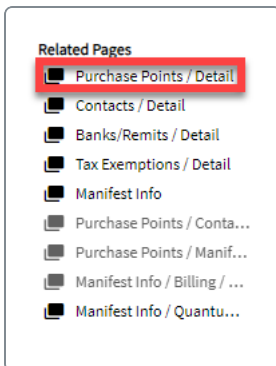 Related Pages
Purchase Points / Detail
Contacts / Detail
Banks/Remits / Detail
Tax Exemptions / Detail
Manifest Info
Purchase Points / Conta...
Purchase Points / Manif...
Manifest Info / Billing / ...
Manifest Info / Quantu...